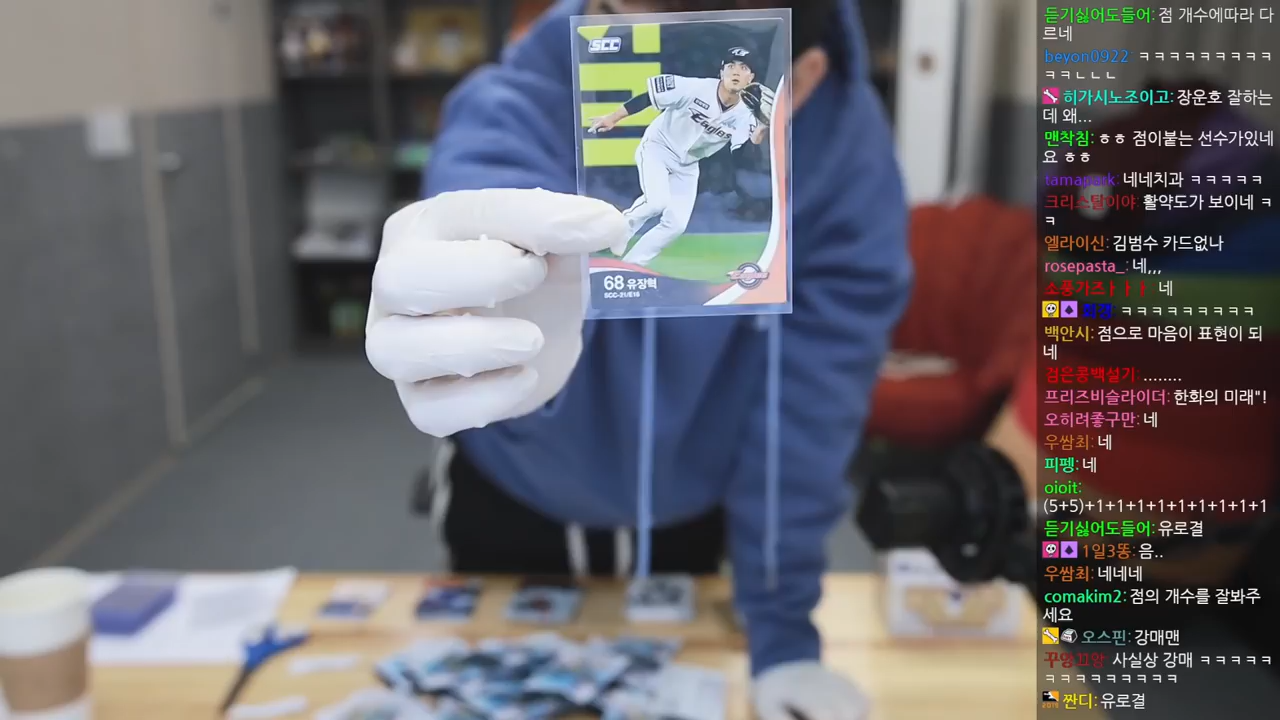 SCC
Eagles
68 유장혁
SCC-21/E16
듣기싫어도들어: 점 개수에따라 다
르네
beyon0922: ㅋㅋㅋㅋㅋㅋㅋㅋㅋ
ㅋㅋㄴㄴㄴ
히가시노조이고: 장운호 잘하는
데 왜...
맨착침: ㅎㅎ 점이붙는 선수가있네
요 ㅎㅎ
네네치과 ㅋㅋㅋㅋㅋ
크리스탈이야: 활약도가 보이네 ㅋ
ㅋ
엘라이신: 김범수 카드없나
rosepasta_: 네,,,
소풍가즈ㅏㅏㅏ: 네
ㅋㅋㅋㅋㅋㅋㅋㅋㅋ
백안시: 점으로 마음이 표현이 되
네
검은콩백설기: ........
프리즈비슬라이더: 한화의 미래"!
오히려좋구만: 네
우쌈최: 네
피펭: 네
oioit:
(5+5)+1+1+1+1+1+1+1+1+1
듣기싫어도들어: 유로결
1일3똥: 음..
우쌈최: 네네네
comakim2: 점의 개수를 잘봐주
세요
오스핀: 강매맨
꾸앙끄앙: 사실상 강매 ㅋㅋㅋㅋㅋ
ㅋㅋㅋㅋㅋㅋㅋㅋㅋ
짠디: 유로결